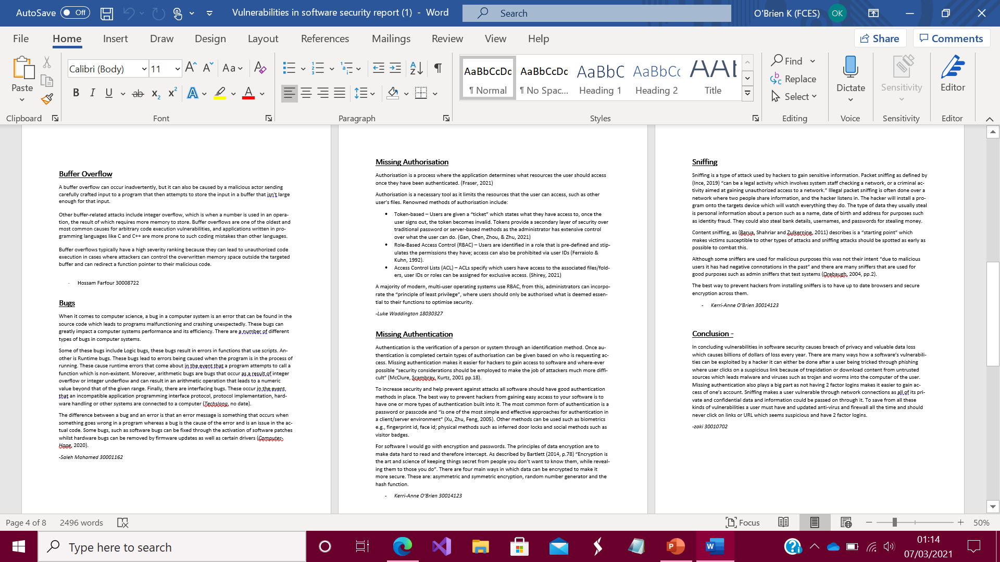 AutoSave Off Vulnerabilities in software security report (1) - Word Search O'Brien K (FCES) OK
File Home Insert Draw Design Layout References Mailings Review View Help Share Comments
Paste
Clipboard
Calibri (Body) 11 A A Aa A
B I U ab x2 x2 A A
Font
Paragraph
AaBbCcDc AaBbCcDc AaBbC AaBbCc AAI
¶ Normal ¶ No Spac... Heading 1 Heading 2 Title
Styles
Find
Replace
Select
Editing
Dictate
Voice
Sensitivity
Sensitivity
Editor
Editor
Buffer Overflow
A buffer overflow can occur inadvertently, but it can also be caused by a malicious actor sending
carefully crafted input to a program that then attempts to store the input in a buffer that isn't large
enough for that input.
Other buffer-related attacks include integer overflow, which is when a number is used in an opera-
tion, the result of which requires more memory to store. Buffer overflows are one of the oldest and
most common causes for arbitrary code execution vulnerabilities, and applications written in pro-
gramming languages like C and C++ are more prone to such coding mistakes than other languages.
Buffer overflows typically have a high severity ranking because they can lead to unauthorized code
execution in cases where attackers can control the overwritten memory space outside the targeted
buffer and can redirect a function pointer to their malicious code.
- Hossam Farfour 30008722
Bugs
When it comes to computer science, a bug in a computer system is an error that can be found in the
source code which leads to programs malfunctioning and crashing unexpectedly. These bugs can
greatly impact a computer systems performance and its efficiency. There are a number of different
types of bugs in computer systems.
Some of these bugs include Logic bugs, these bugs result in errors in functions that use scripts. An-
other is Runtime bugs. These bugs lead to errors being caused when the program is in the process of
running. These cause runtime errors that come about in the event that a program attempts to call a
function which is non-existent. Moreover, arithmetic bugs are bugs that occur as a result of integer
overflow or integer underflow and can result in an arithmetic operation that leads to a numeric
value beyond that of the given range. Finally, there are interfacing bugs. These occur in the event
that an incompatible application programming interface protocol, protocol implementation, hard-
ware handling or other systems are connected to a computer (Techslang, no date).
The difference between a bug and an error is that an error message is something that occurs when
something goes wrong in a program whereas a bug is the cause of the error and is an issue in the ac-
tual code. Some bugs, such as software bugs can be fixed through the activation of software patches
whilst hardware bugs can be removed by firmware updates as well as certain drivers (Computer-
Hope, 2020).
-Saleh Mohamed 30001162
Missing Authorisation
Authorisation is a process where the application determines what resources the user should access
once they have been authenticated. (Fraser, 2021)
Authorisation is a necessary tool as it limits the resources that the user can access, such as other
user's files. Renowned methods of authorisation include:
• Token-based – Users are given a “ticket” which states what they have access to, once the
user signs out, the token becomes invalid. Tokens provide a secondary layer of security over
traditional password or server-based methods as the administrator has extensive control
over what the user can do. (Gan, Chen, Zhou, & Zhu, 2021)
• Role-Based Access Control (RBAC) – Users are identified in a role that is pre-defined and stip-
ulates the permissions they have; access can also be prohibited via user IDs (Ferraiolo &
Kuhn, 1992).
• Access Control Lists (ACL) – ACLs specify which users have access to the associated files/fold-
ers, user IDs or roles can be assigned for exclusive access. (Shirey, 2021)
A majority of modern, multi-user operating systems use RBAC, from this, administrators can incorpo-
rate the “principle of least privilege”, where users should only be authorised what is deemed essen-
tial to their functions to optimise security.
-Luke Waddington 18030327
Missing Authentication
Authentication is the verification of a person or system through an identification method. Once au-
thentication is completed certain types of authorisation can be given based on who is requesting ac-
cess. Missing authentication makes it easier for hackers to gain access to software and where-ever
possible “security considerations should be employed to make the job of attackers much more diffi-
cult” (McClure, Scambray, Kurtz, 2001 pp.18).
To increase security and help prevent against attacks all software should have good authentication
methods in place. The best way to prevent hackers from gaining easy access to your software is to
have one or more types of authentication built into it. The most common form of authentication is a
password or passcode and “is one of the most simple and effective approaches for authentication in
a client/server environment” (Xu, Zhu, Feng, 2005). Other methods can be used such as biometrics
e.g., fingerprint id, face id; physical methods such as inferred door locks and social methods such as
visitor badges.
For software I would go with encryption and passwords. The principles of data encryption are to
make data hard to read and therefore intercept. As described by Bartlett (2014, p.78) “Encryption is
the art and science of keeping things secret from people you don't want to know them, while reveal-
ing them to those you do”. There are four main ways in which data can be encrypted to make it
more secure. These are: asymmetric and symmetric encryption, random number generator and the
hash function.
- Kerri-Anne O'Brien 30014123
Sniffing
Sniffing is a type of attack used by hackers to gain sensitive information. Packet sniffing as defined by
(Ince, 2019) “can be a legal activity which involves system staff checking a network, or a criminal ac-
tivity aimed at gaining unauthorized access to a network.” Illegal packet sniffing is often done over a
network where two people share information, and the hacker listens in. The hacker will install a pro-
gram onto the targets device which will watch everything they do. The type of data they usually steal
is personal information about a person such as a name, date of birth and address for purposes such
as identity fraud. They could also steal bank details, usernames, and passwords for stealing money.
Content sniffing, as (Barua, Shahriar and Zulkernine, 2011) describes is a “starting point” which
makes victims susceptible to other types of attacks and sniffing attacks should be spotted as early as
possible to combat this.
Although some sniffers are used for malicious purposes this was not their intent “due to malicious
users it has had negative connotations in the past” and there are many sniffers that are used for
good purposes such as admin sniffers that test systems (Orebaugh, 2004, pp.2).
The best way to prevent hackers from installing sniffers is to have up to date browsers and secure
encryption across them.
- Kerri-Anne O'Brien 30014123
Conclusion -
In concluding vulnerabilities in software security causes breach of privacy and valuable data loss
which causes billions of dollars of loss every year. There are many ways how a software's vulnerabili-
ties can be exploited by a hacker it can either be done after a user being tricked through phishing
where user clicks on a suspicious link because of trepidation or download content from untrusted
sources which leads malware and viruses such as trojan and worms into the computer of the user.
Missing authentication also plays a big part as not having 2 factor logins makes it easier to gain ac-
cess of one's account. Sniffing makes a user vulnerable through network connections as all of its pri-
vate and confidential data and information could be passed on through it. To save from all these
kinds of vulnerabilities a user must have and updated anti-virus and firewall all the time and should
never click on links or URL which seems suspicious and have 2 factor logins.
-zaki 30010702
Page 4 of 8 2496 words Focus 50%
Type here to search
01:14
07/03/2021